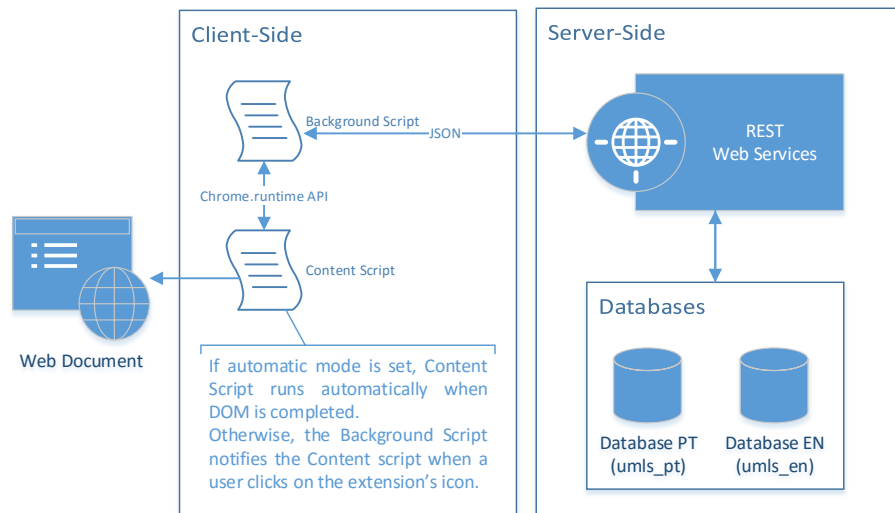 Client-Side
Server-Side
Background Script
JSON
REST
Web Services
Chrome.runtime API
Content Script
Web Document
If automatic mode is set, Content
Script runs automatically when
DOM is completed.
Otherwise, the Background Script
notifies the Content script when a
user clicks on the extension's icon.
Databases
Database PT
(umls_pt)
Database EN
(umls_en)